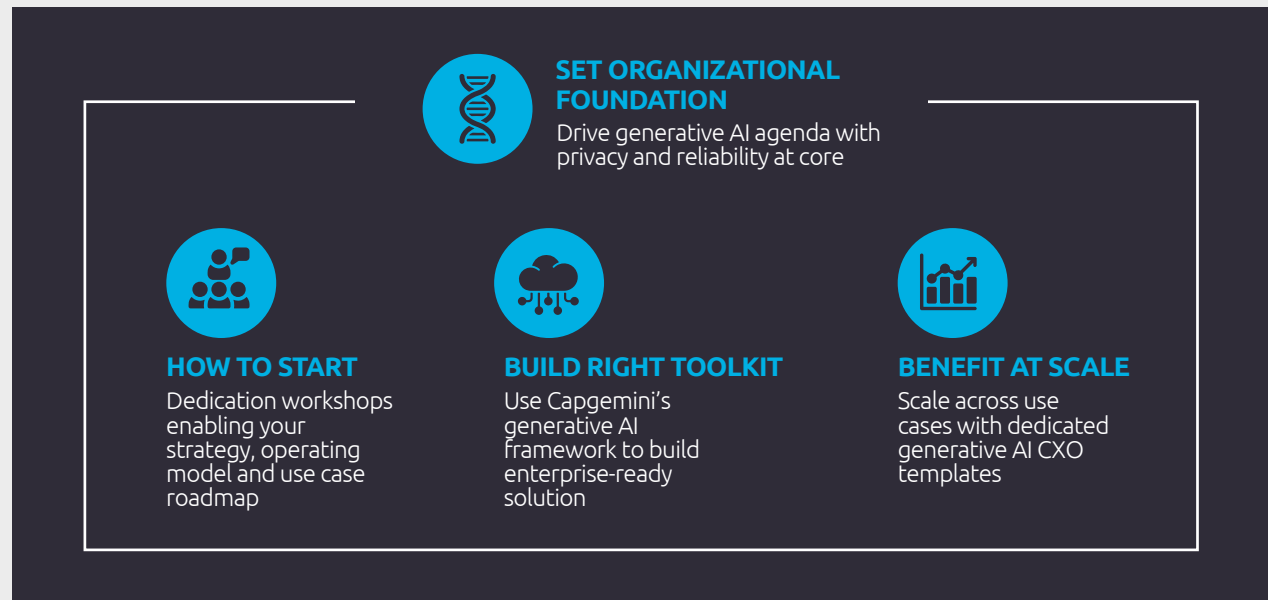 SET ORGANIZATIONAL
FOUNDATION
Drive generative AI agenda with
privacy and reliability at core
HOW TO START
Dedication workshops
enabling your
strategy, operating
model and use case
roadmap
BUILD RIGHT TOOLKIT
Use Capgemini’s
generative AI
framework to build
enterprise-ready
solution
BENEFIT AT SCALE
Scale across use
cases with dedicated
generative AI CXO
templates